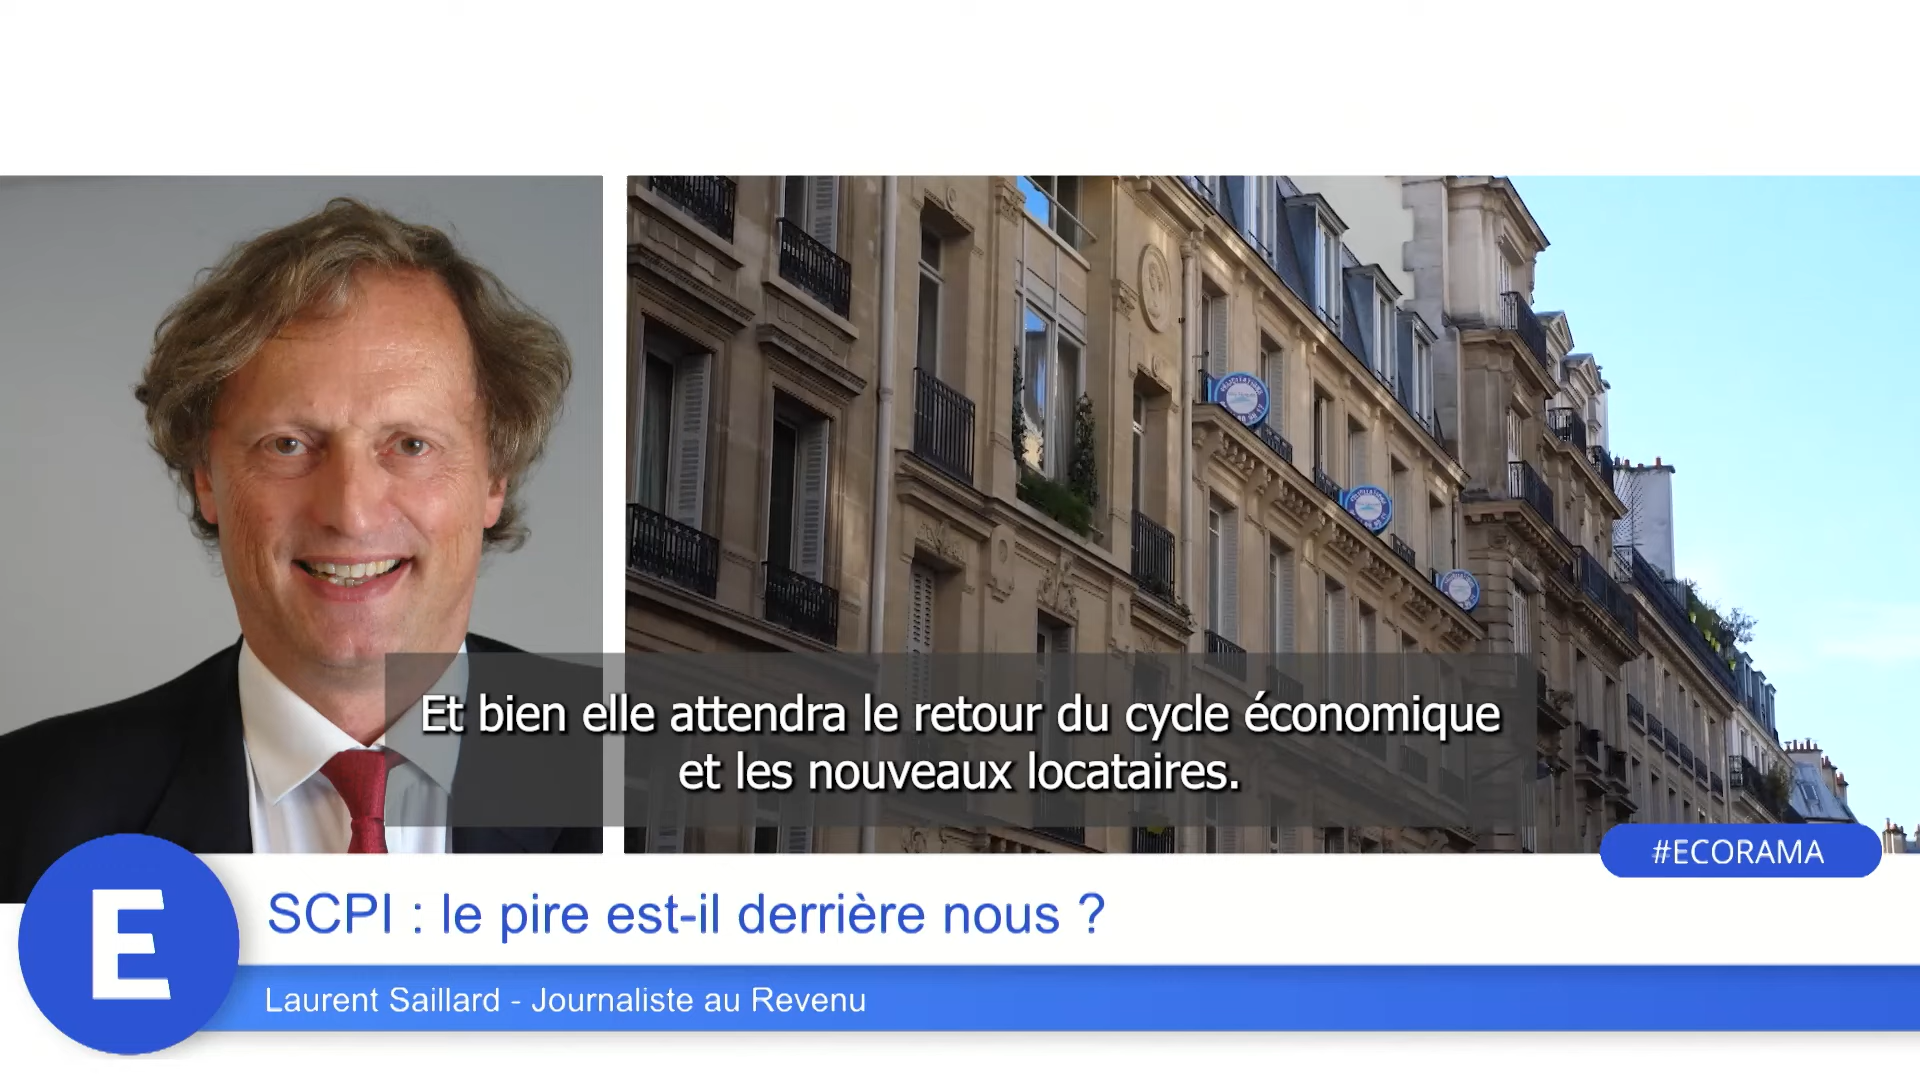 Et bien elle attendra le retour du cycle économique
et les nouveaux locataires.
#ECORAMA
E
SCPI : le pire est-il derrière nous ?
Laurent Saillard - Journaliste au Revenu